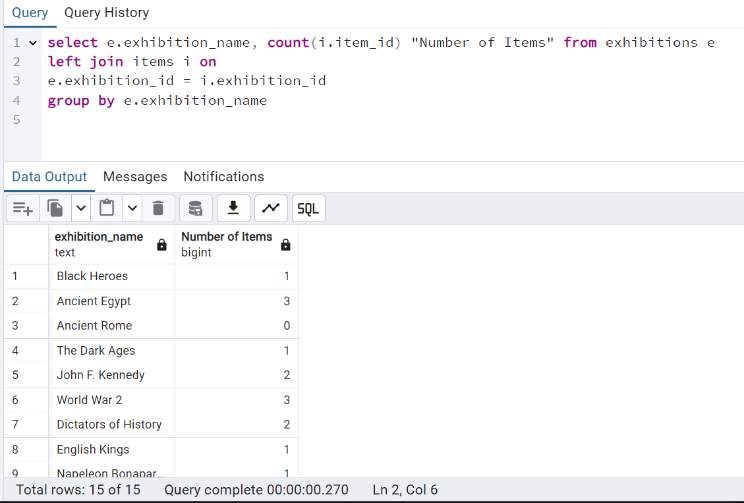 Query Query History
1 select e.exhibition_name, count(i.item_id) "Number of Items" from exhibitions e
2 left join items i on
3 e.exhibition_id = i.exhibition_id
4 group by e.exhibition_name
5
Data Output Messages Notifications
SQL
exhibition_name Number of Items
text bigint
1 Black Heroes 1
2 Ancient Egypt 3
3 Ancient Rome 0
4 The Dark Ages 1
5 John F. Kennedy 2
6 World War 2 3
7 Dictators of History 2
8 English Kings 1
9 Napeleon Bonapar... 1
Total rows: 15 of 15 Query complete 00:00:00.270 Ln 2, Col 6